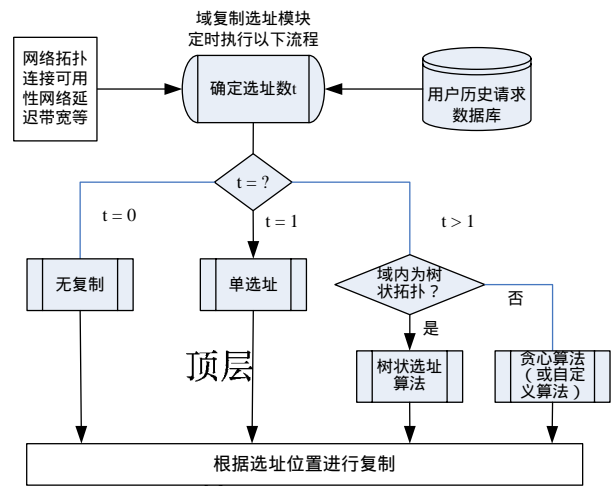 域复制选址模块
定时执行以下流程
网络拓扑
连接可用
性网络延
迟带宽等
确定选址数t
用户历史请求
数据库
t = ?
t = 0
t = 1
t > 1
无复制
单选址
域内为树
状拓扑？
是
否
顶层
树状选址
算法
贪心算法
（或自定
义算法）
根据选址位置进行复制